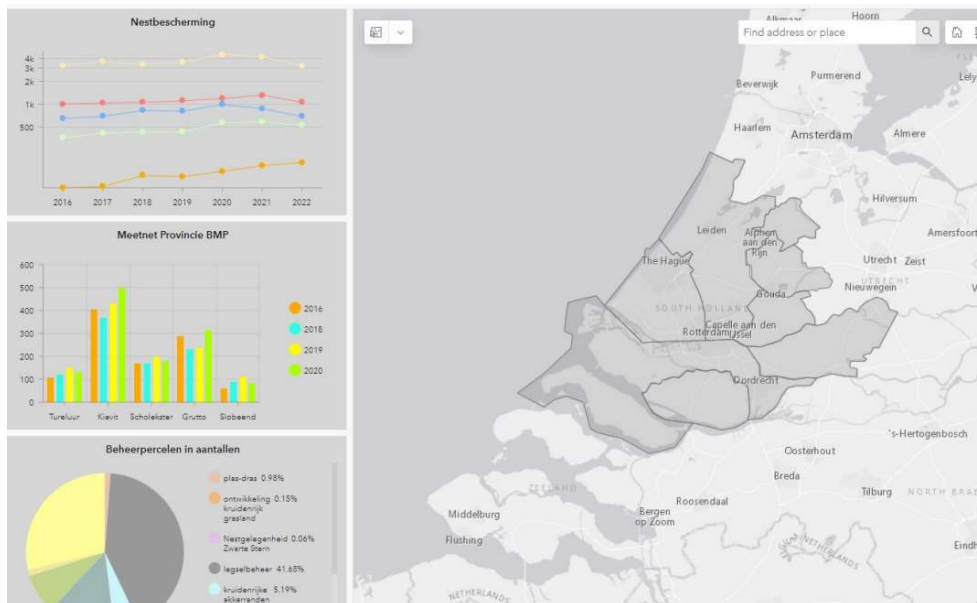 Nestbescherming
4k
3k
2k
1k
500
2016 2017 2018 2019 2020 2021 2022
Meetnet Provincie BMP
600
500
400
300
200
100
0
Tureluur Kievit Scholekster Grutto Slobeend
2016
2018
2019
2020
Beheerpercelen in aantallen
plas-dras 0.98%
ontwikkeling 0.15%
kruidenrijk
grasland
Nestgelegenheid 0.06%
Zwarte Stern
legselbeheer 41.68%
kruidenrijke 5.19%
akkerranden
Find address or place
Alkmaar
Hoorn
Lely
Purmerend
Beverwijk
Haarlem
Amsterdam
Almere
Hilversum
Leiden
Alphen
aan den
Rijn
Amersfoort
The Hague
Utrecht
Zeist
UTRECHT
Gouda
Nieuwegein
SOUTH HOLLAND
Capelle aan den
IJssel
Rotterdam
Dordrecht
's-Hertogenbosch
Oosterhout
Breda
Tilburg
NORTH BRA
ZEELAND
Roosendaal
Middelburg
Bergen
op Zoom
Flushing
Eindh
NETHERLANDS
NETHERLANDS